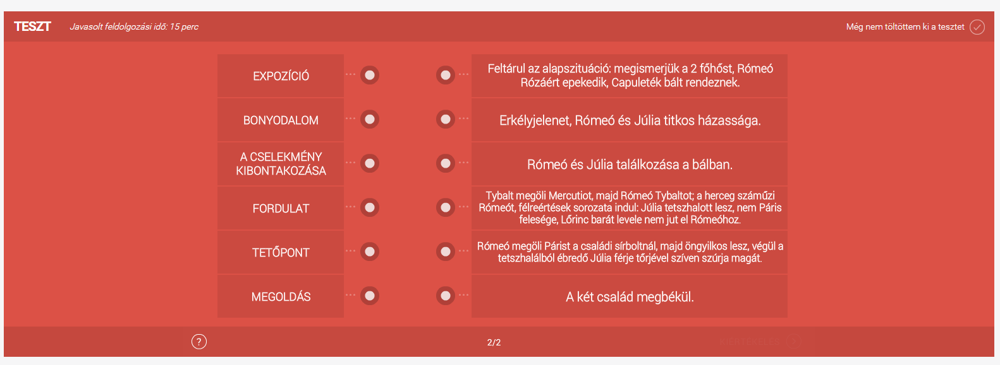 TESZT
Javasolt feldolgozási idő: 15 perc
Még nem töltöttem ki a tesztet
EXPOZÍCIÓ
Feltárul az alapszituáció: megismerjük a 2 főhőst, Rómeó
Rózáért epekedik, Capuleték bált rendeznek.
BONYODALOM
Erkélyjelenet, Rómeó és Júlia titkos házassága.
A CSELEKMÉNY
KIBONTAKOZÁSA
Rómeó és Júlia találkozása a bálban.
FORDULAT
Tybalt megöli Mercutiot, majd Rómeó Tybaltot; a herceg száműzi
Rómeót, félreértések sorozata indul: Júlia tetszhalott lesz, nem Páris
felesége, Lőrinc barát levele nem jut el Rómeóhoz.
TETŐPONT
Rómeó megöli Párist a családi sírboltnál, majd öngyilkos lesz, végül a
tetszhalálból ébredő Júlia férje tőrjével szíven szúrja magát.
MEGOLDÁS
A két család megbékül.
?
2/2
KIÉRTÉKELÉS